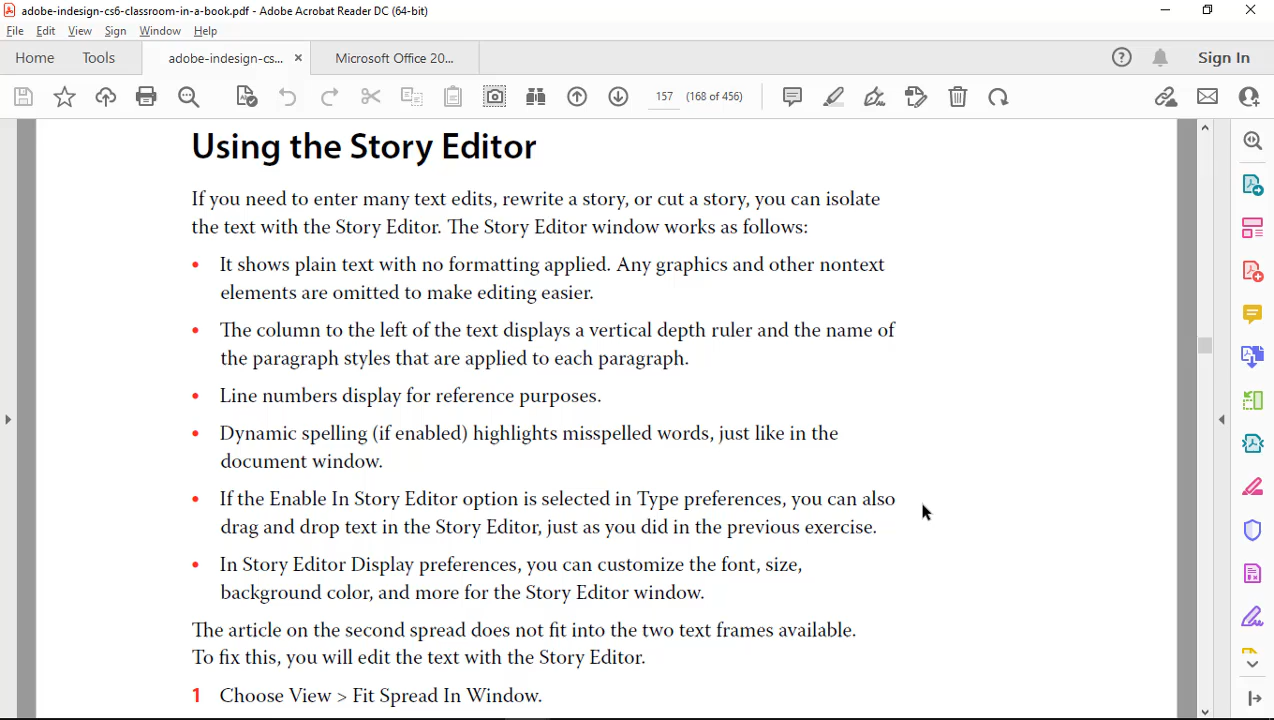 adobe-indesign-cs6-classroom-in-a-book.pdf - Adobe Acrobat Reader DC (64-bit)
File Edit View Sign Window Help
Home Tools adobe-indesign-cs... × Microsoft Office 20... Sign In
157 (168 of 456)
Using the Story Editor
If you need to enter many text edits, rewrite a story, or cut a story, you can isolate
the text with the Story Editor. The Story Editor window works as follows:
• It shows plain text with no formatting applied. Any graphics and other nontext
elements are omitted to make editing easier.
• The column to the left of the text displays a vertical depth ruler and the name of
the paragraph styles that are applied to each paragraph.
• Line numbers display for reference purposes.
• Dynamic spelling (if enabled) highlights misspelled words, just like in the
document window.
• If the Enable In Story Editor option is selected in Type preferences, you can also
drag and drop text in the Story Editor, just as you did in the previous exercise.
• In Story Editor Display preferences, you can customize the font, size,
background color, and more for the Story Editor window.
The article on the second spread does not fit into the two text frames available.
To fix this, you will edit the text with the Story Editor.
1 Choose View > Fit Spread In Window.